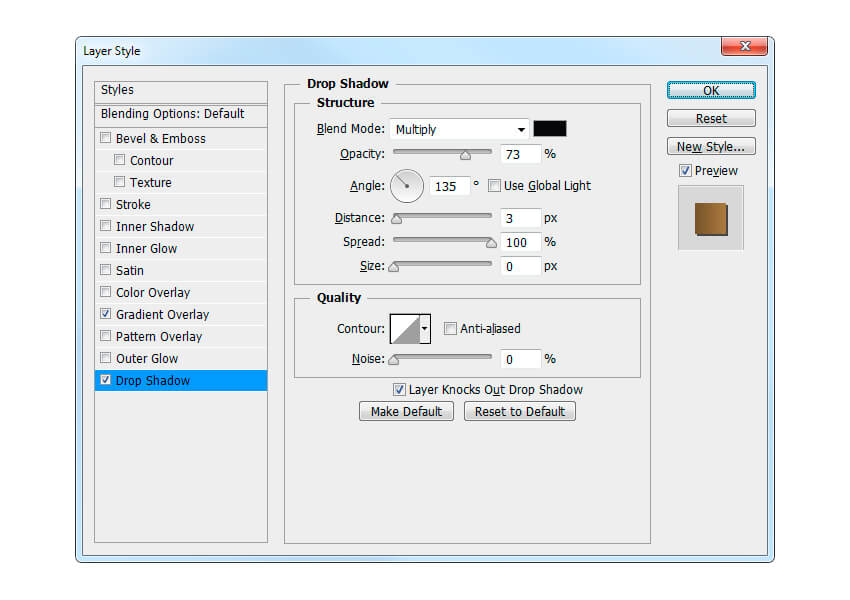 Layer Style
Styles
Blending Options: Default
Bevel & Emboss
Contour
Texture
Stroke
Inner Shadow
Inner Glow
Satin
Color Overlay
Gradient Overlay
Pattern Overlay
Outer Glow
Drop Shadow
Drop Shadow
Structure
Blend Mode: Multiply
Opacity: 73 %
Angle: 135 ° Use Global Light
Distance: 3 px
Spread: 100 %
Size: 0 px
Quality
Contour: Anti-aliased
Noise: 0 %
Layer Knocks Out Drop Shadow
Make Default Reset to Default
OK
Reset
New Style...
Preview